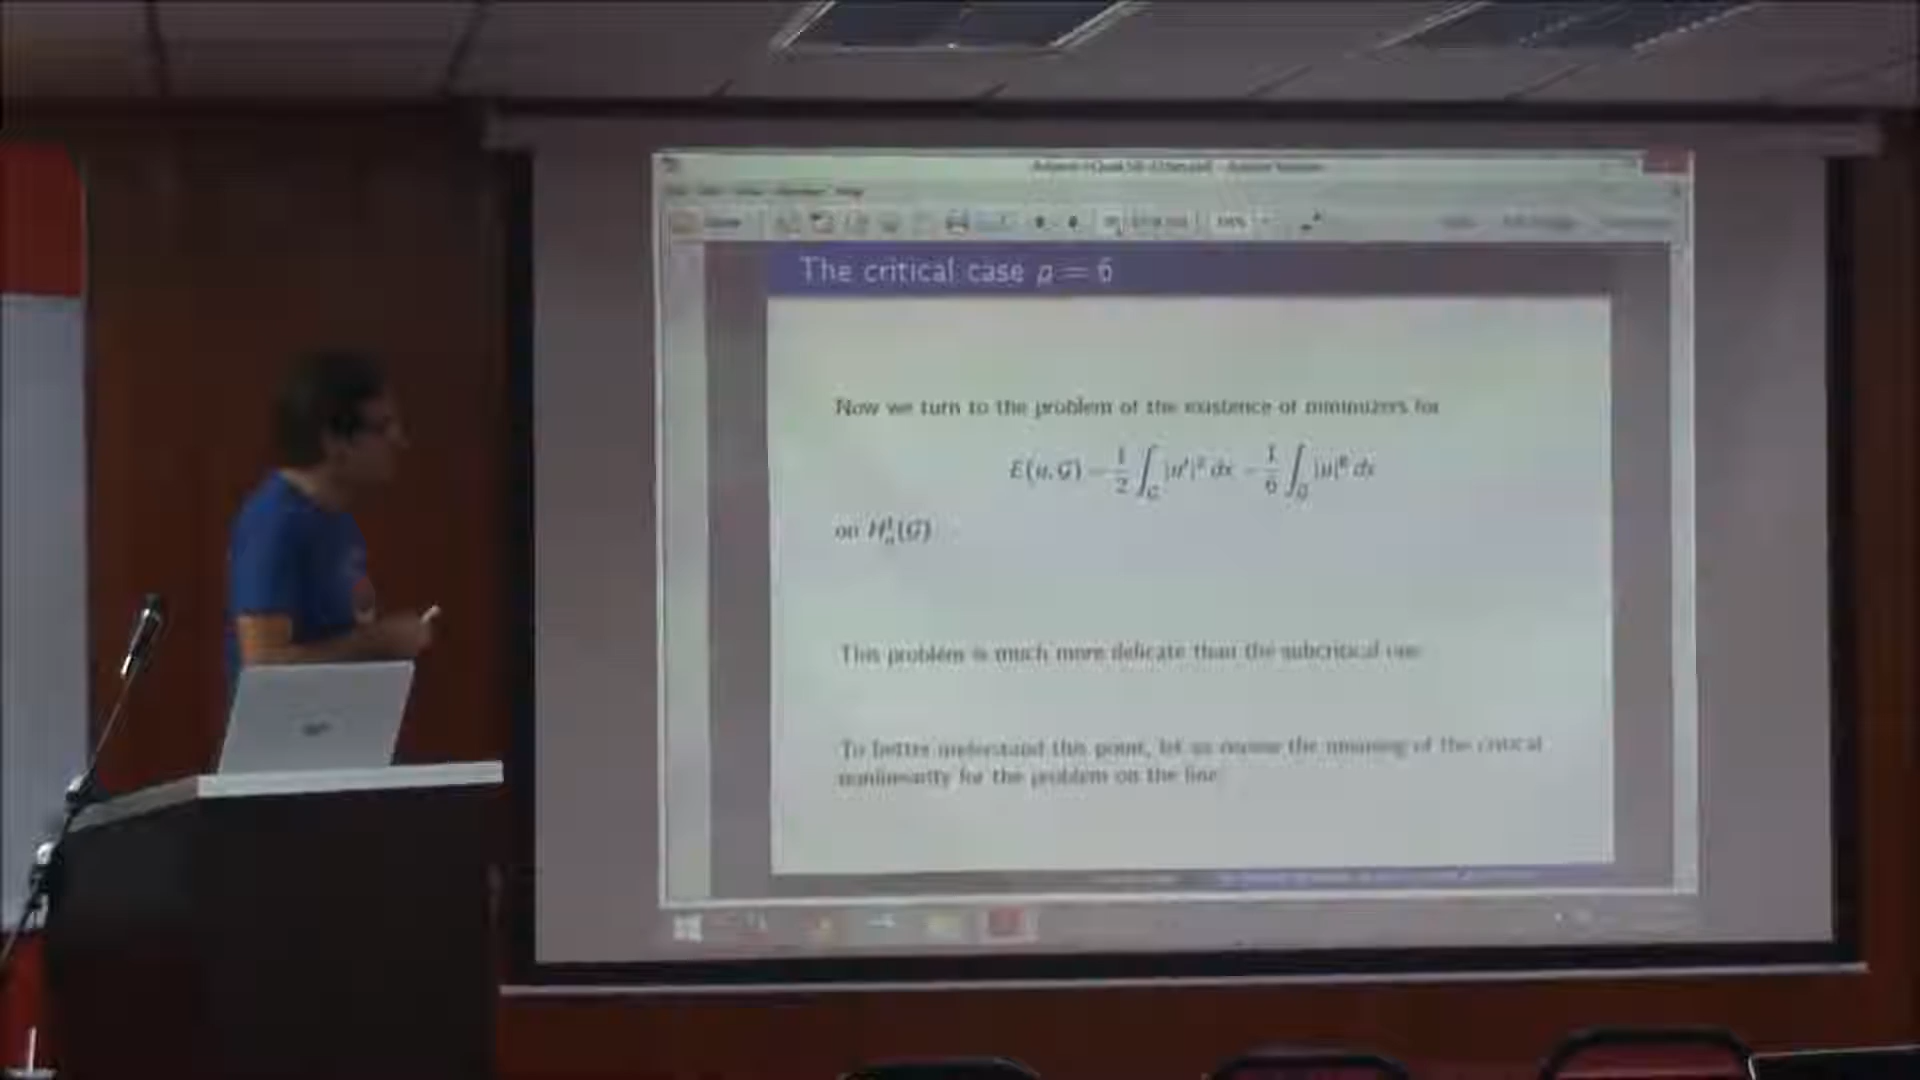 The critical case p = 6
Now we turn to the problem of the existence of minimizers for
E(u, G) = 1/2 ∫_G |u'|² dx − 1/6 ∫_G |u|⁶ dx
on H¹_μ(G)
This problem is much more delicate than the subcritical one
To better understand this point, let us review the meaning of the critical
nonlinearity for the problem on the line